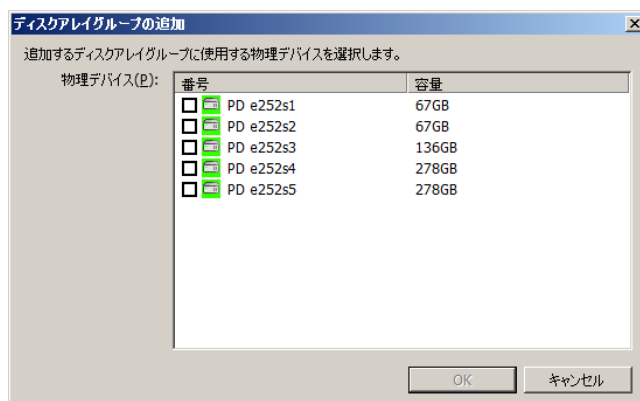 ディスクアレイグループの追加
追加するディスクアレイグループに使用する物理デバイスを選択します。
物理デバイス(P):
番号 容量
PD e252s1 67GB
PD e252s2 67GB
PD e252s3 136GB
PD e252s4 278GB
PD e252s5 278GB
OK キャンセル